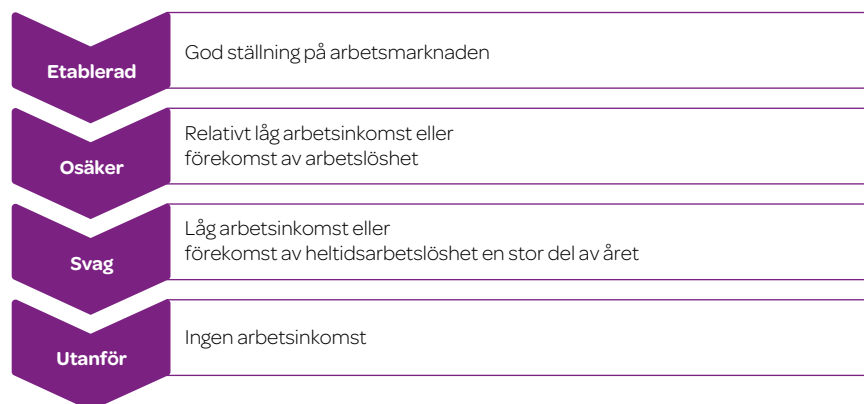 Etablerad
God ställning på arbetsmarknaden
Osäker
Relativt låg arbetsinkomst eller
förekomst av arbetslöshet
Svag
Låg arbetsinkomst eller
förekomst av heltidsarbetslöshet en stor del av året
Utanför
Ingen arbetsinkomst